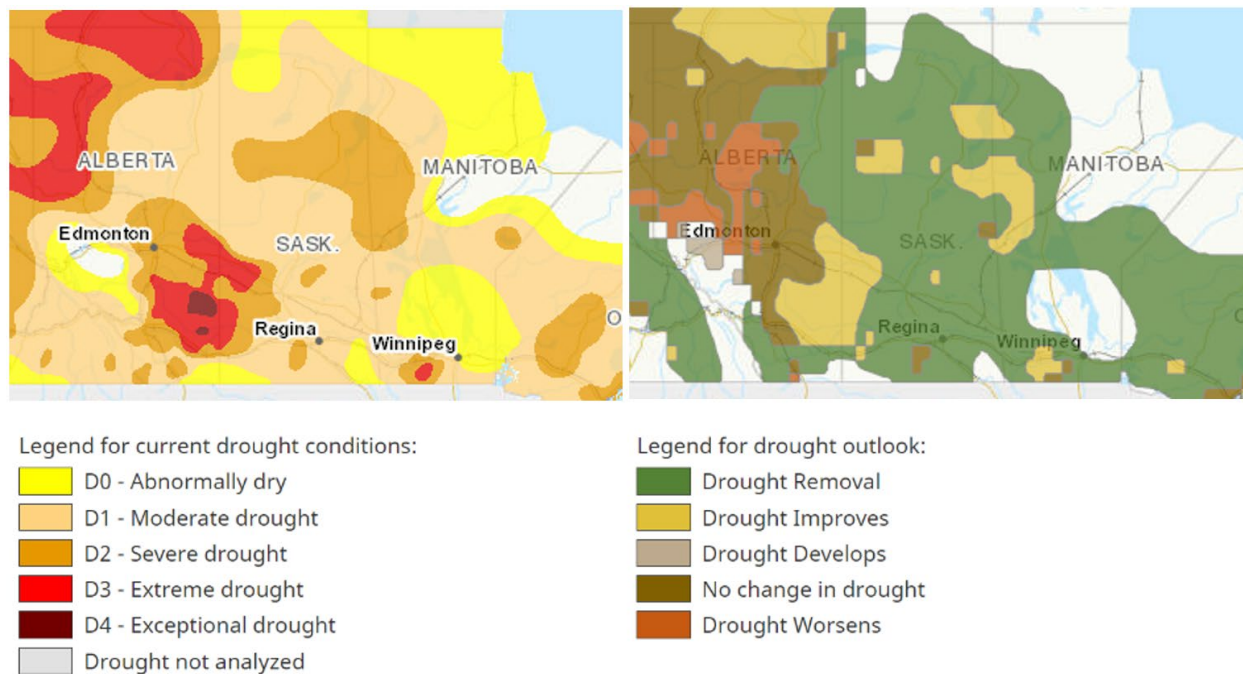 ALBERTA
MANITOBA
Edmonton
SASK.
Regina
Winnipeg
O
ALBERTA
MANITOBA
Edmonton
SASK.
Regina
Winnipeg
Legend for current drought conditions:
D0 - Abnormally dry
D1 - Moderate drought
D2 - Severe drought
D3 - Extreme drought
D4 - Exceptional drought
Drought not analyzed
Legend for drought outlook:
Drought Removal
Drought Improves
Drought Develops
No change in drought
Drought Worsens